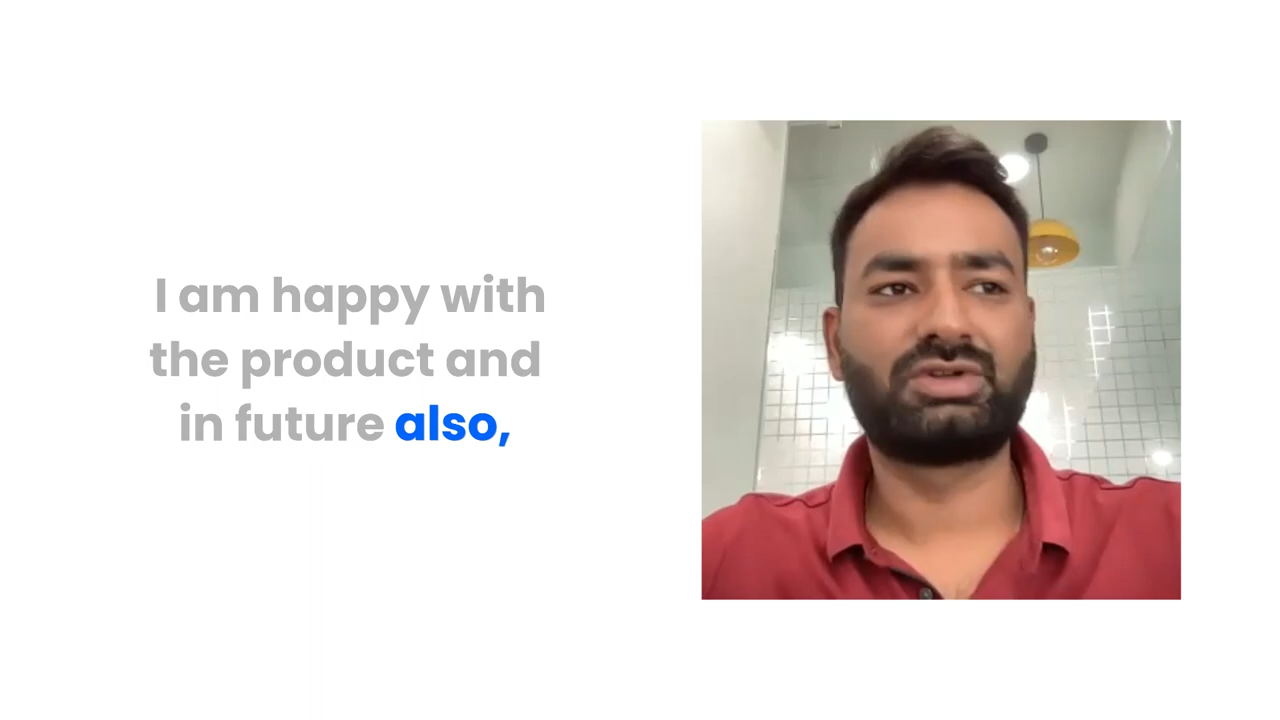 I am happy with
the product and
in future also,